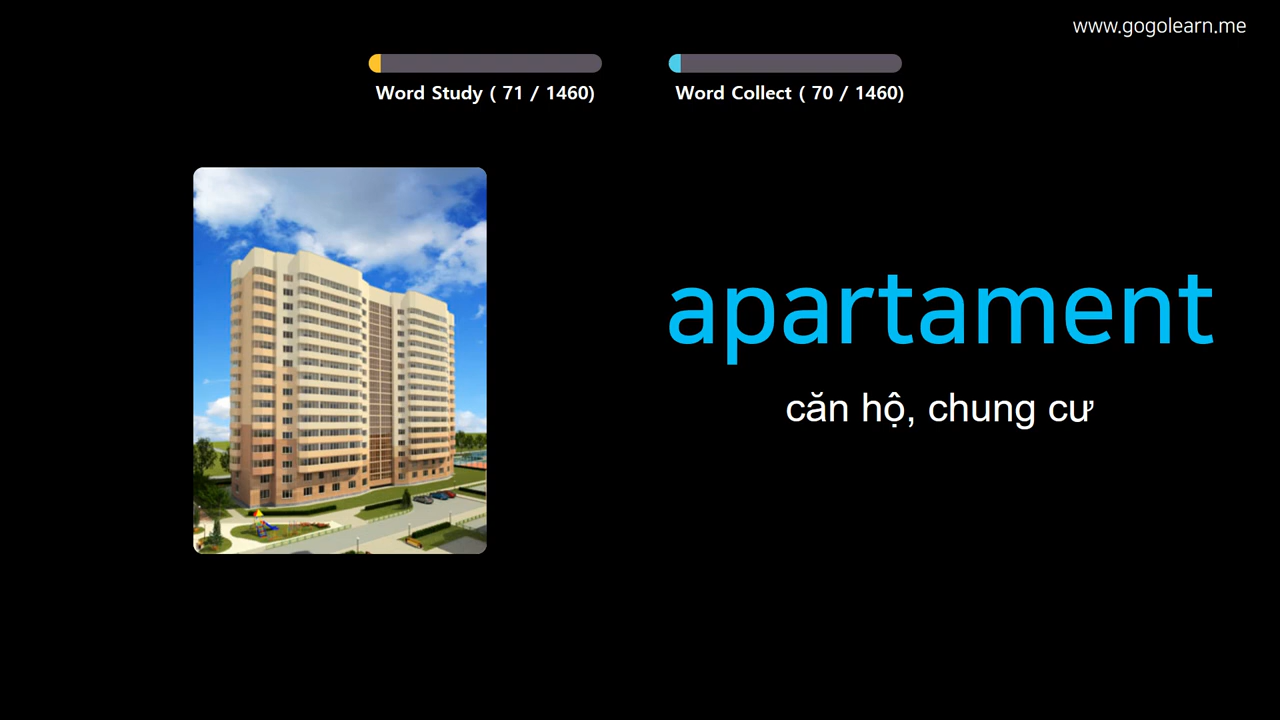 www.gogolearn.me
Word Study ( 71 / 1460)
Word Collect ( 70 / 1460)
apartament
căn hộ, chung cư